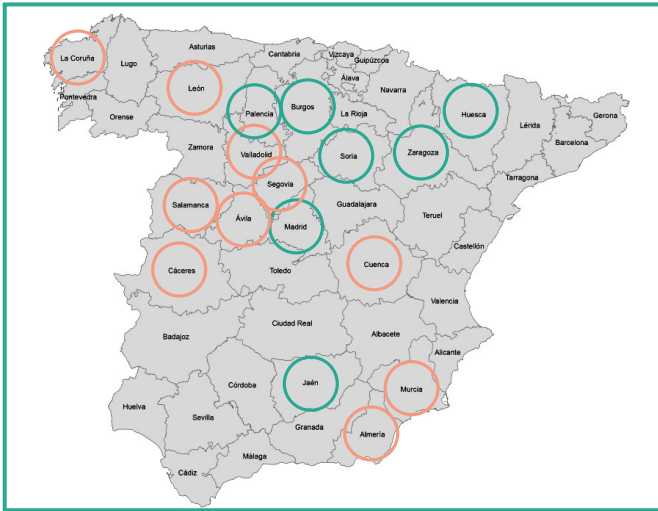 Asturias
Cantabria
Vizcaya
Guipúzcoa
La Coruña
Lugo
Álava
Navarra
León
Pontevedra
Palencia
Burgos
La Rioja
Huesca
Orense
Lérida
Gerona
Barcelona
Zamora
Valladolid
Soria
Zaragoza
Tarragona
Segovia
Salamanca
Guadalajara
Ávila
Madrid
Teruel
Castellón
Cáceres
Toledo
Cuenca
Valencia
Ciudad Real
Badajoz
Albacete
Alicante
Córdoba
Jaén
Murcia
Huelva
Sevilla
Granada
Almería
Málaga
Cádiz